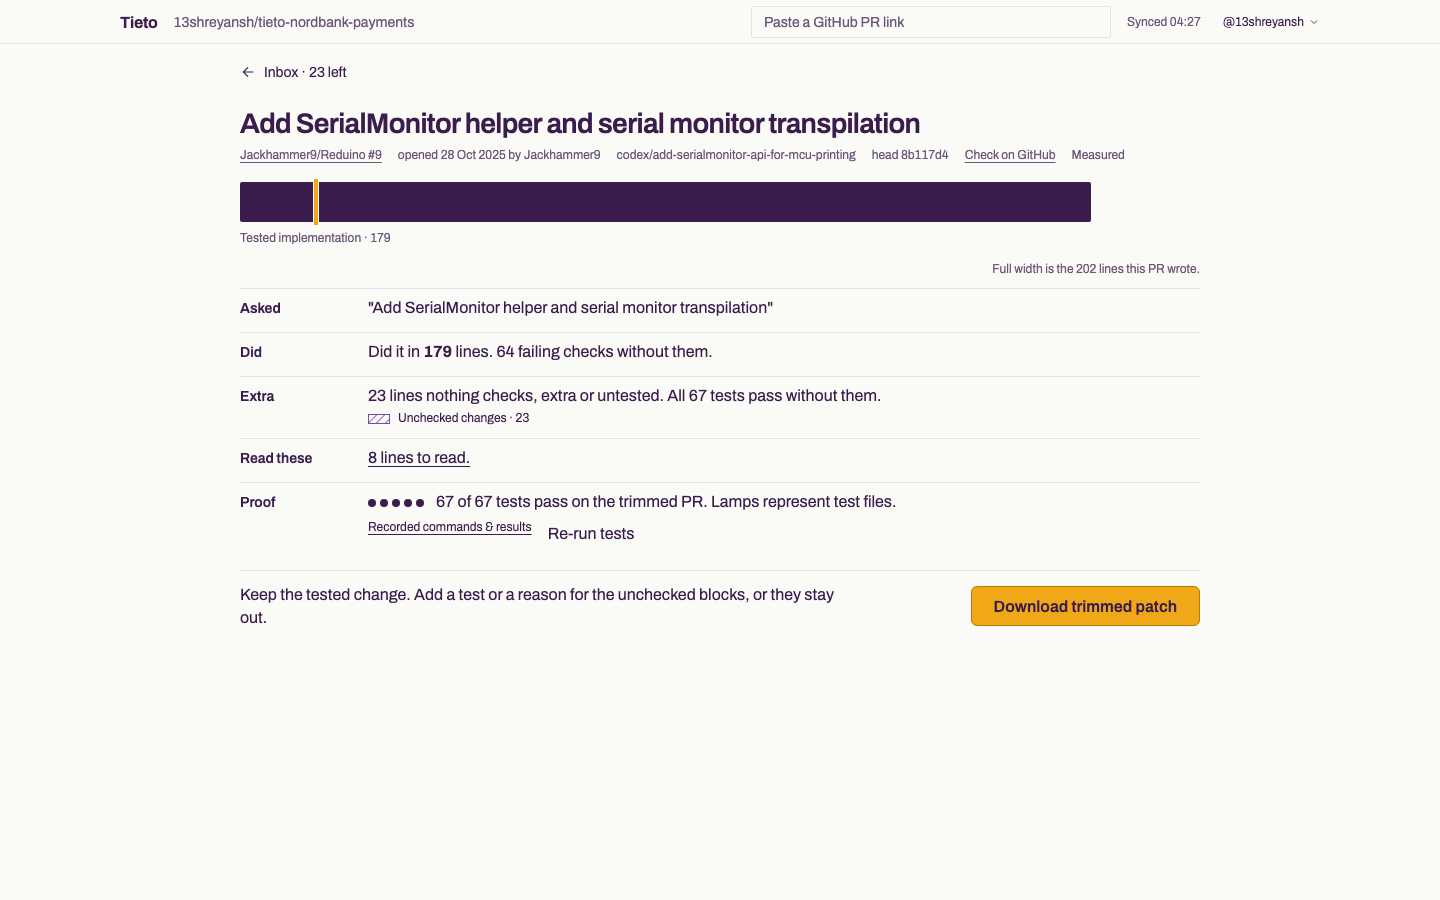 Tieto 13shreyansh/tieto-nordbank-payments Paste a GitHub PR link Synced 04:27 @13shreyansh
← Inbox · 23 left
Add SerialMonitor helper and serial monitor transpilation
Jackhammer9/Reduino #9 opened 28 Oct 2025 by Jackhammer9 codex/add-serialmonitor-api-for-mcu-printing head 8b117d4 Check on GitHub Measured
Tested implementation · 179
Full width is the 202 lines this PR wrote.
Asked "Add SerialMonitor helper and serial monitor transpilation"
Did Did it in 179 lines. 64 failing checks without them.
Extra 23 lines nothing checks, extra or untested. All 67 tests pass without them.
Unchecked changes · 23
Read these 8 lines to read.
Proof 67 of 67 tests pass on the trimmed PR. Lamps represent test files.
Recorded commands & results Re-run tests
Keep the tested change. Add a test or a reason for the unchecked blocks, or they stay
out.
Download trimmed patch